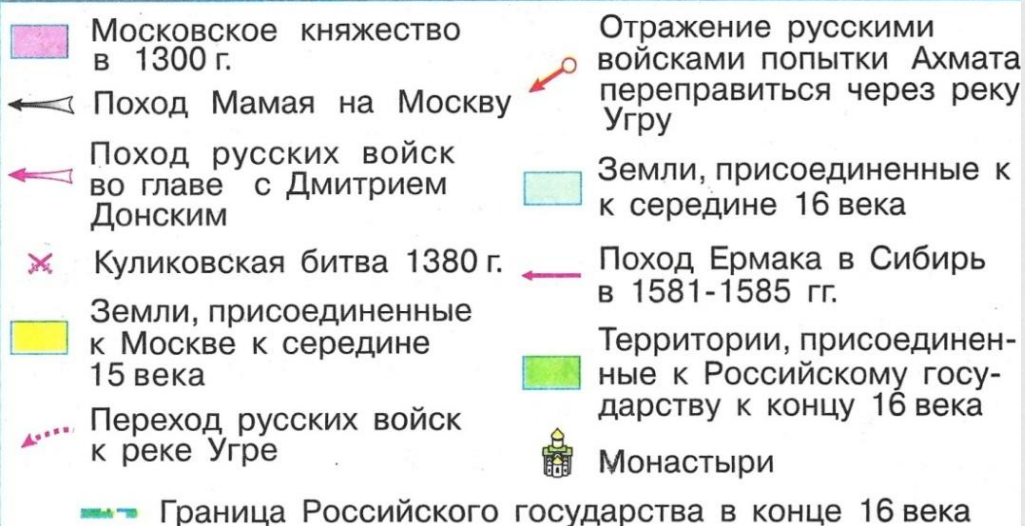 Московское княжество
в 1300 г.
Поход Мамая на Москву
Поход русских войск
во главе с Дмитрием
Донским
Куликовская битва 1380 г.
Земли, присоединенные
к Москве к середине
15 века
Переход русских войск
к реке Угре
Отражение русскими
войсками попытки Ахмата
переправиться через реку
Угру
Земли, присоединенные к
к середине 16 века
Поход Ермака в Сибирь
в 1581-1585 гг.
Территории, присоединен-
ные к Российскому госу-
дарству к концу 16 века
Монастыри
Граница Российского государства в конце 16 века